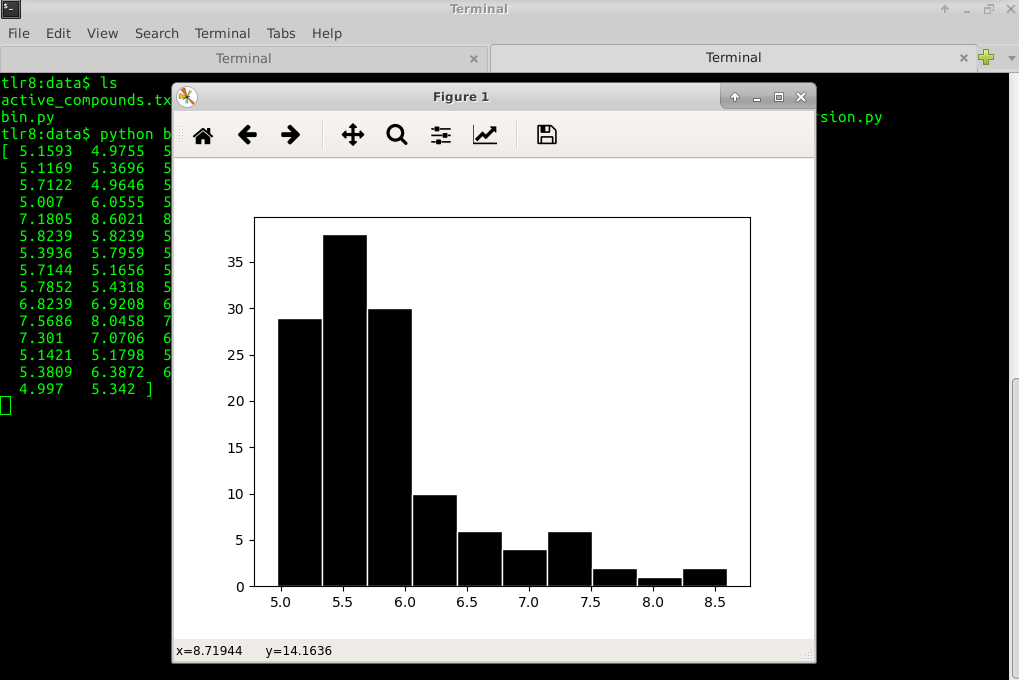 Terminal
File Edit View Search Terminal Tabs Help
Terminal Terminal
tlr8:data$ ls
active_compounds.tx
bin.py sion.py
tlr8:data$ python b
[ 5.1593 4.9755 5
5.1169 5.3696 5
5.7122 4.9646 5
5.007 6.0555 5
7.1805 8.6021 8
5.8239 5.8239 5
5.3936 5.7959 5
5.7144 5.1656 5
5.7852 5.4318 5
6.8239 6.9208 6
7.5686 8.0458 7
7.301 7.0706 6
5.1421 5.1798 5
5.3809 6.3872 6
4.997 5.342 ]
Figure 1
35
30
25
20
15
10
5
0
5.0 5.5 6.0 6.5 7.0 7.5 8.0 8.5
x=8.71944 y=14.1636